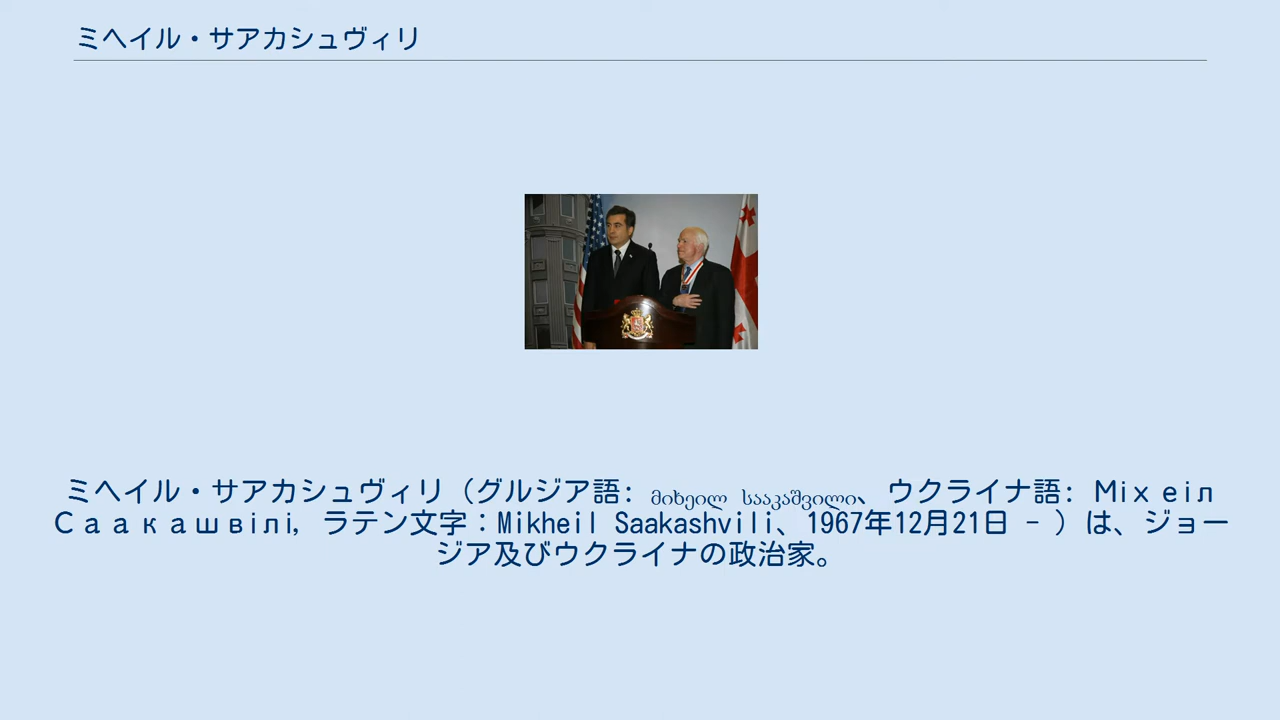 ミヘイル・サアカシュヴィリ
ミヘイル・サアカシュヴィリ（グルジア語: მიხეილ სააკაშვილი、ウクライナ語: Міхеіл
Саакашвілі, ラテン文字：Mikheil Saakashvili、1967年12月21日 - ）は、ジョー
ジア及びウクライナの政治家。